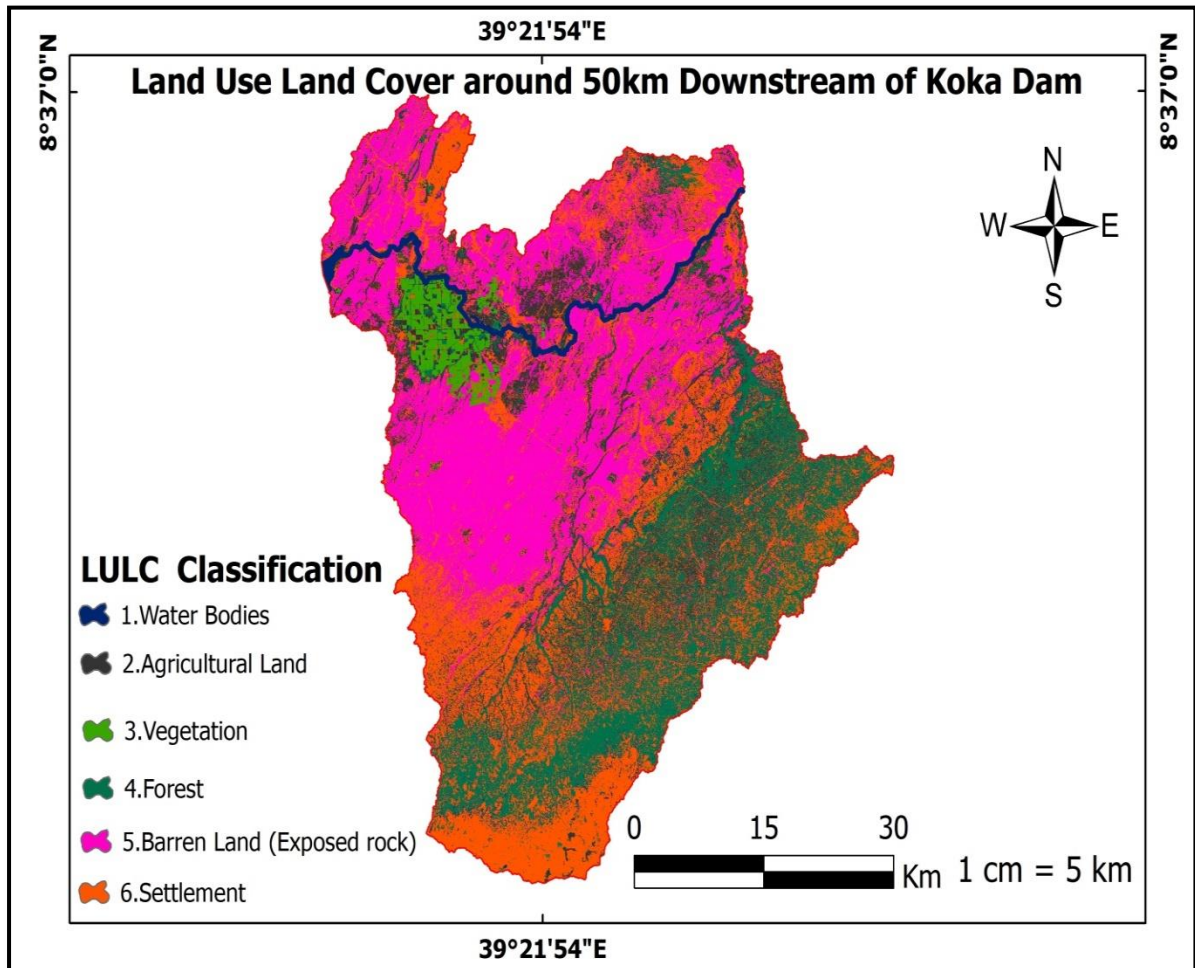 39°21'54"E
8°37'0"N
8°37'0"N
Land Use Land Cover around 50km Downstream of Koka Dam
N
W
E
S
LULC Classification
1.Water Bodies
2.Agricultural Land
3.Vegetation
4.Forest
5.Barren Land (Exposed rock)
6.Settlement
0 15 30
Km 1 cm = 5 km
39°21'54"E